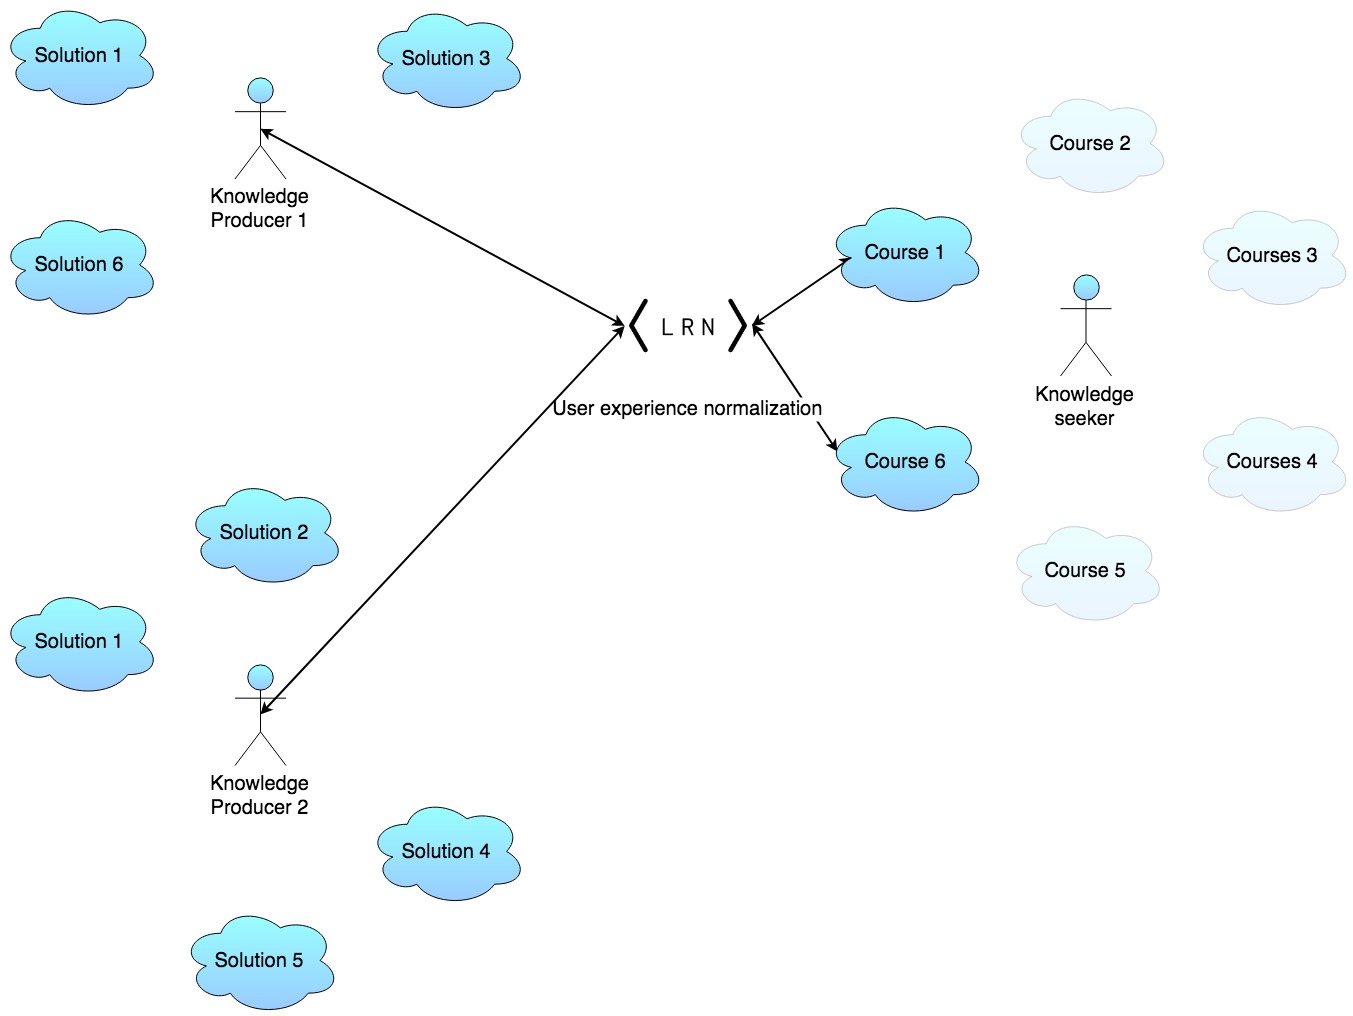 Solution 1
Solution 3
Knowledge
Producer 1
Solution 6
Course 2
Course 1
Courses 3
LRN
Knowledge
seeker
User experience normalization
Course 6
Courses 4
Course 5
Solution 2
Solution 1
Knowledge
Producer 2
Solution 4
Solution 5